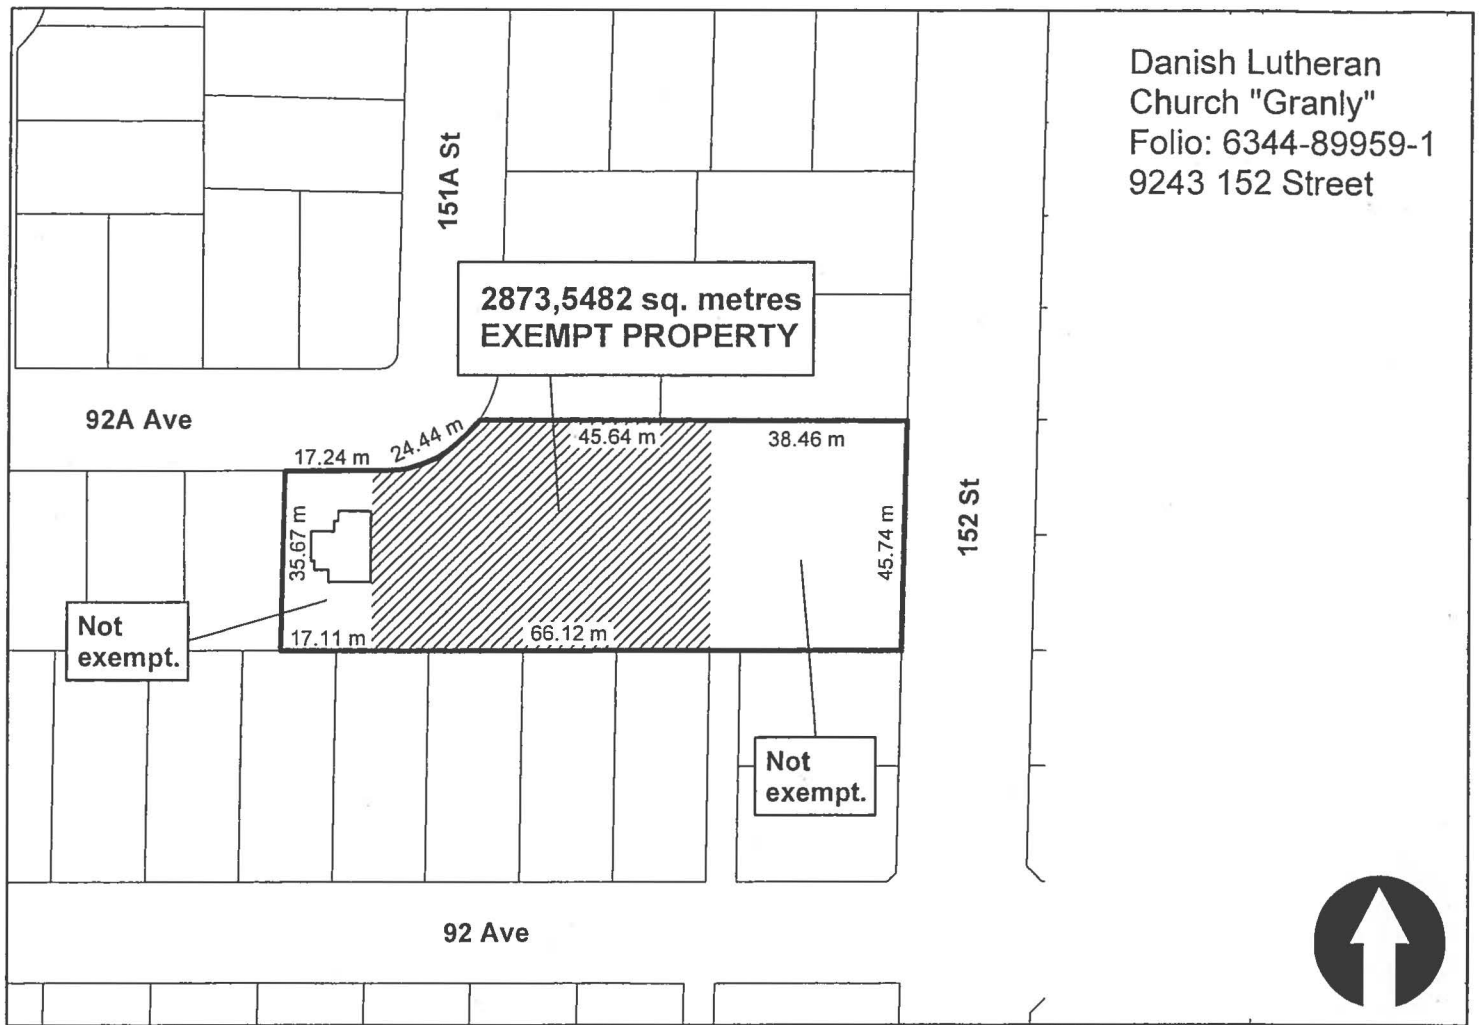 Danish Lutheran
Church "Granly"
Folio: 6344-89959-1
9243 152 Street
151A St
2873,5482 sq. metres
EXEMPT PROPERTY
92A Ave
17.24 m
24.44 m
45.64 m
38.46 m
35.67 m
45.74 m
152 St
Not
exempt.
17.11 m
66.12 m
Not
exempt.
92 Ave